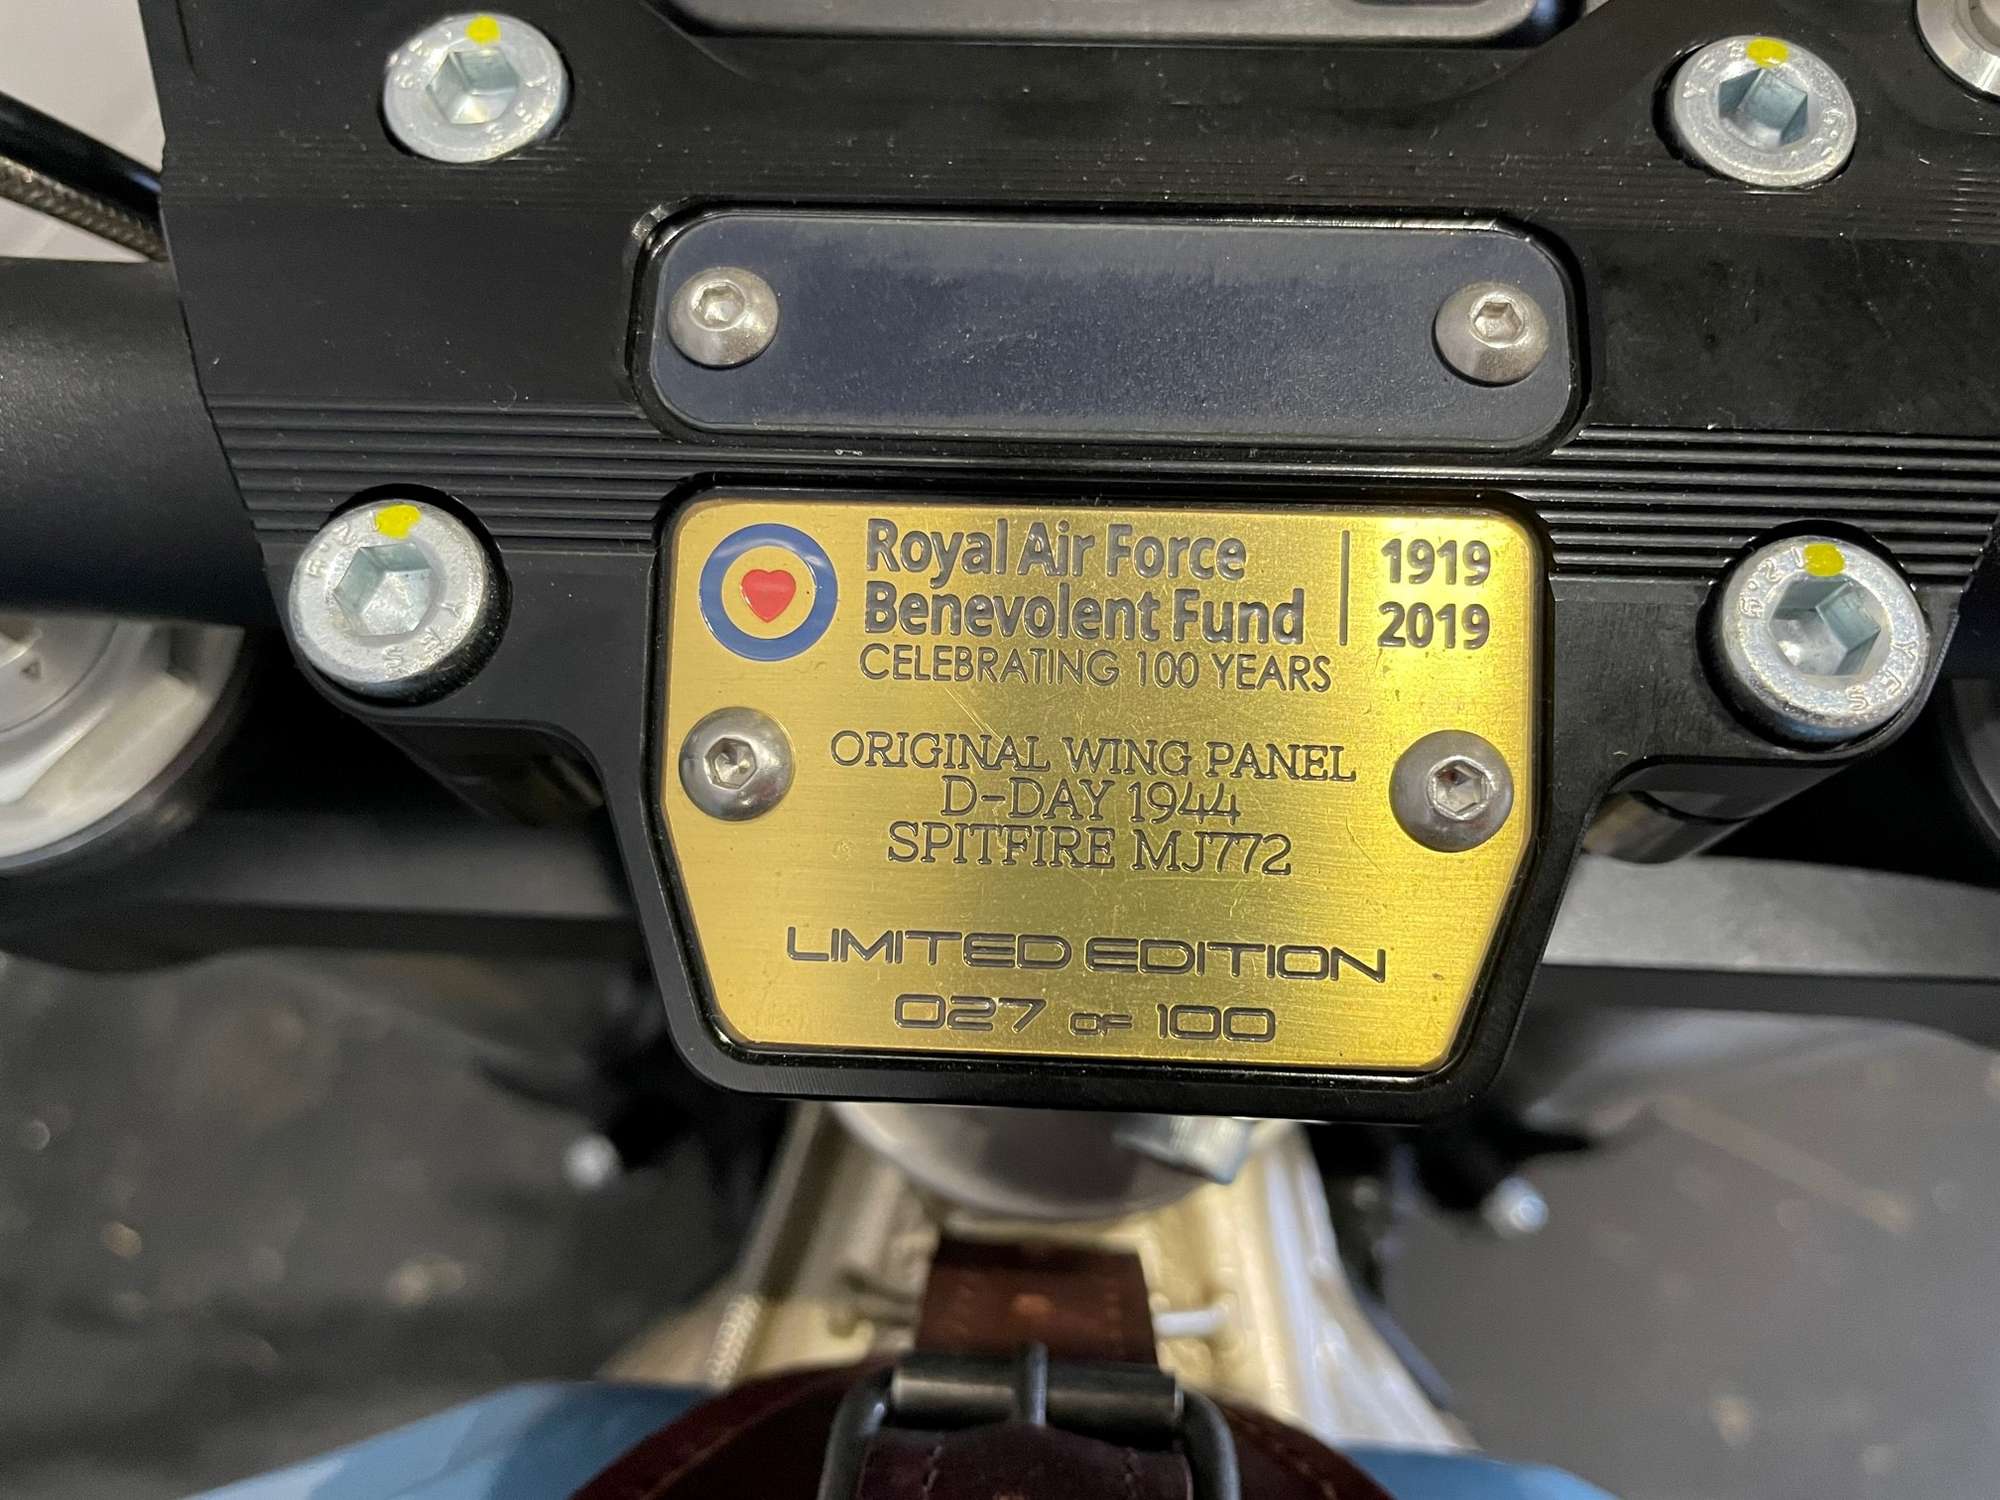 Royal Air Force
Benevolent Fund
CELEBRATING 100 YEARS
1919
2019
ORIGINAL WING PANEL
D-DAY 1944
SPITFIRE MJ772
LIMITED EDITION
027 OF 100